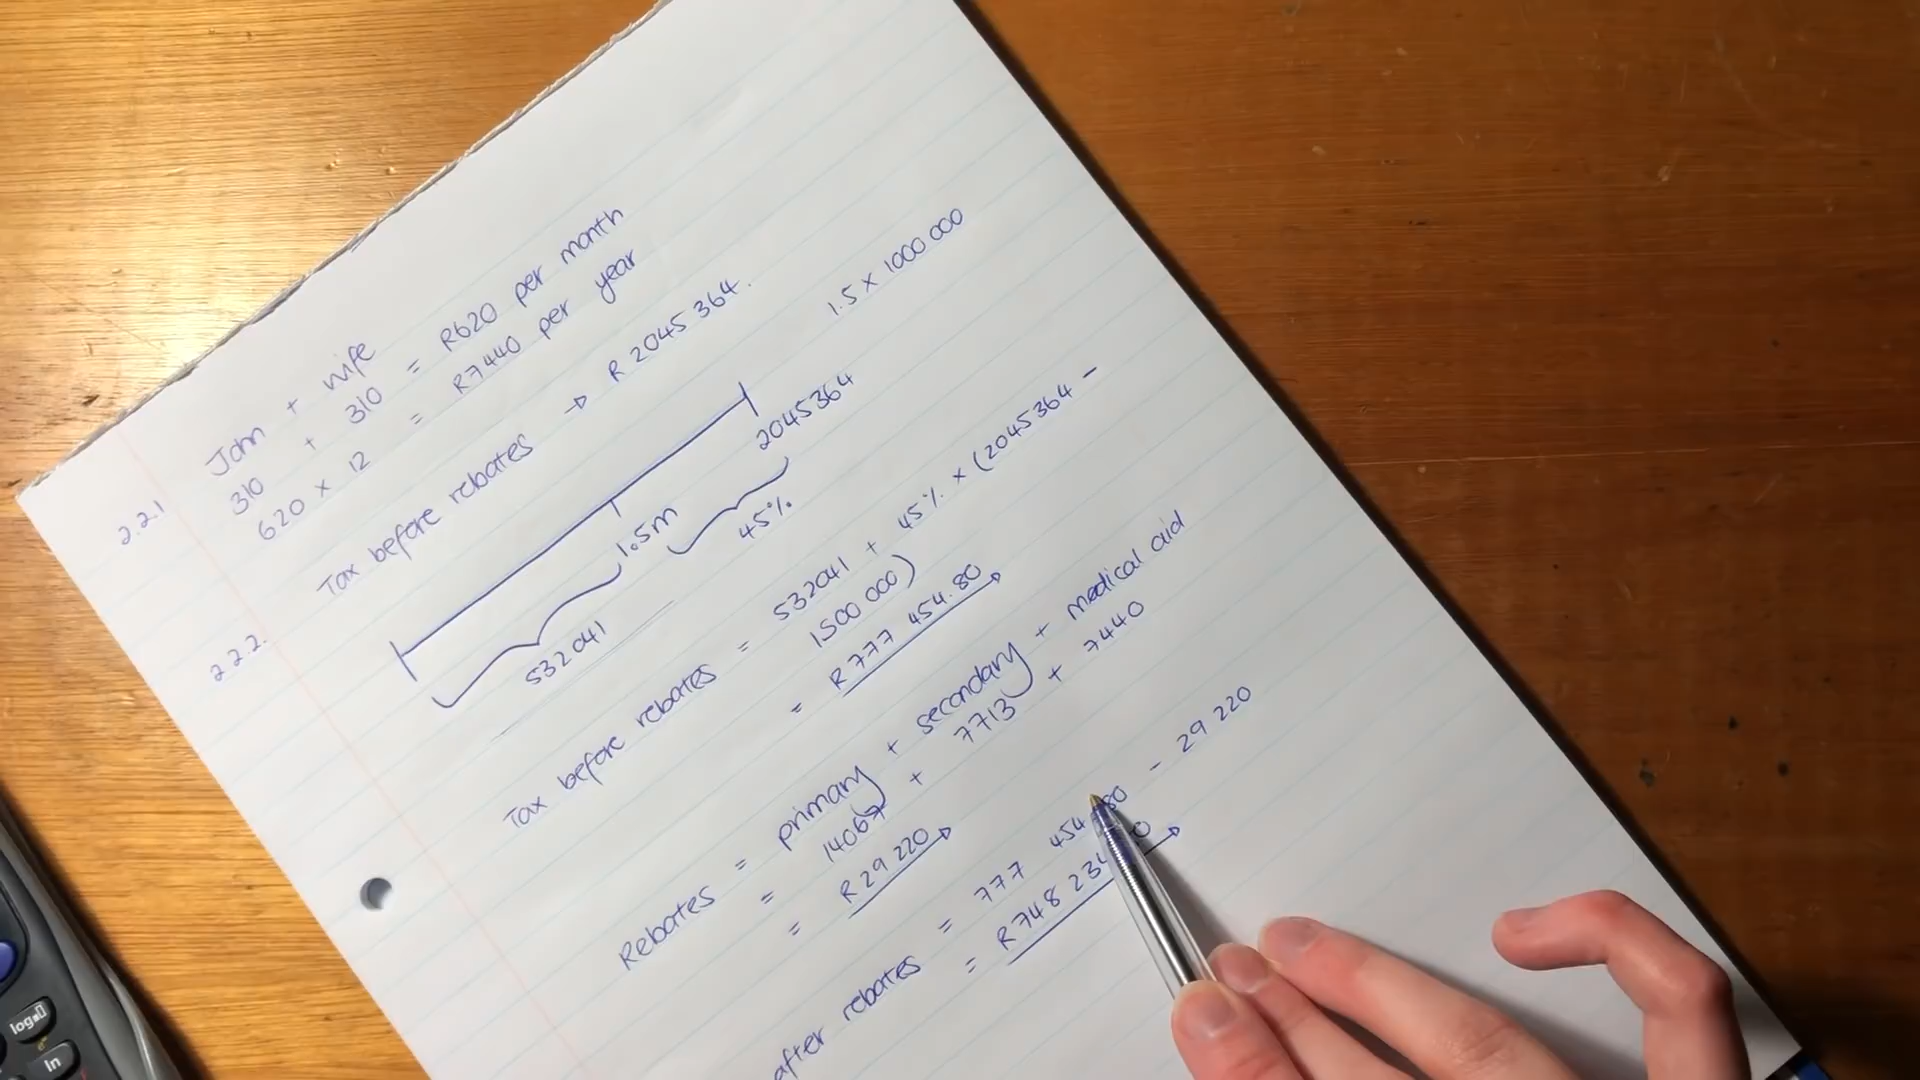 2.2.1 John + wife
310 + 310 = R620 per month
620 × 12 = R7440 per year
Tax before rebates → R 2045 364.
1.5 × 1000 000
2.2.2.
1.5m 2045364
532041 45%
Tax before rebates = 532041 + 45% × (2045364 -
1500 000)
= R777 454.80
Rebates = primary + secondary + medical aid
= 14067 + 7713 + 7440
= R29 220
after rebates = 777 454.80 - 29 220
= R748 234
log
ln